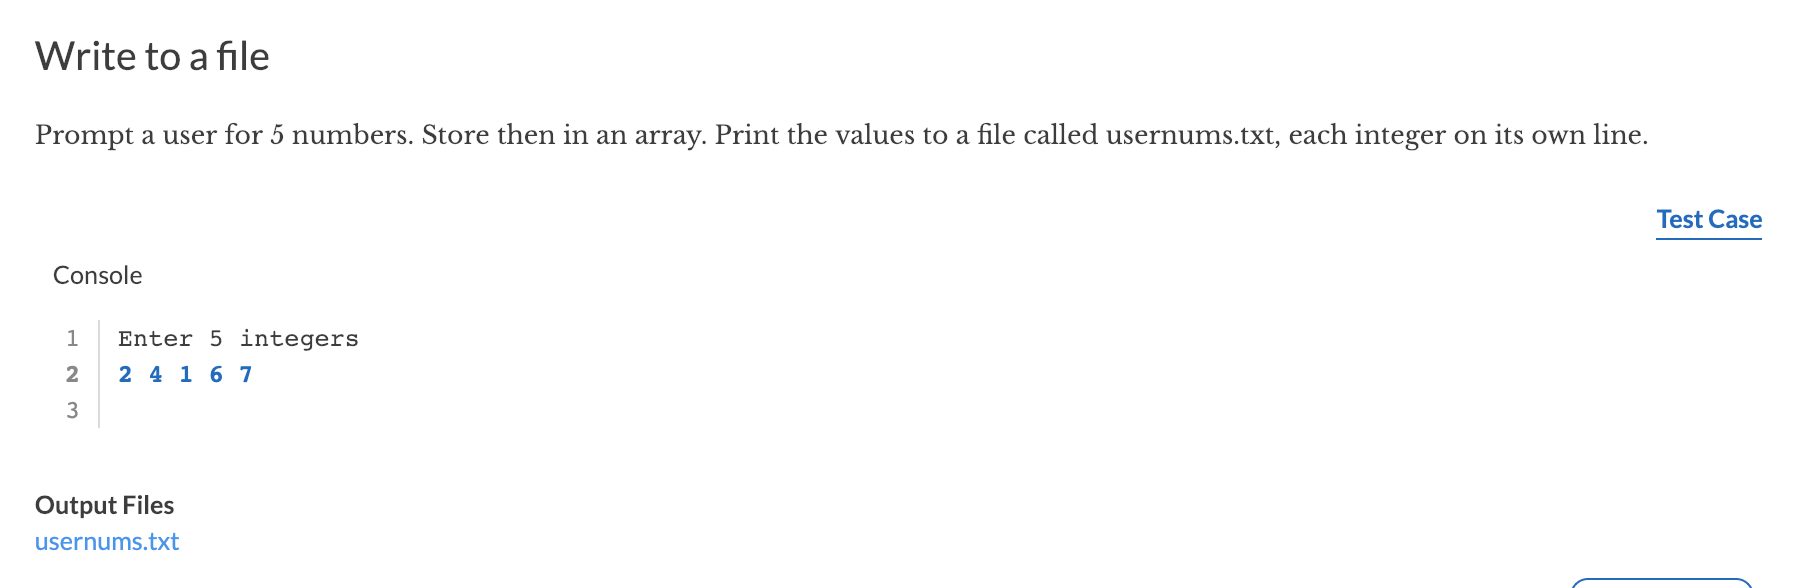 Write to a file
Prompt a user for 5 numbers. Store then in an array. Print the values to a file called usernums.txt, each integer on its own line.
Test Case
Console
1 Enter 5 integers
2 2 4 1 6 7
3
Output Files
usernums.txt